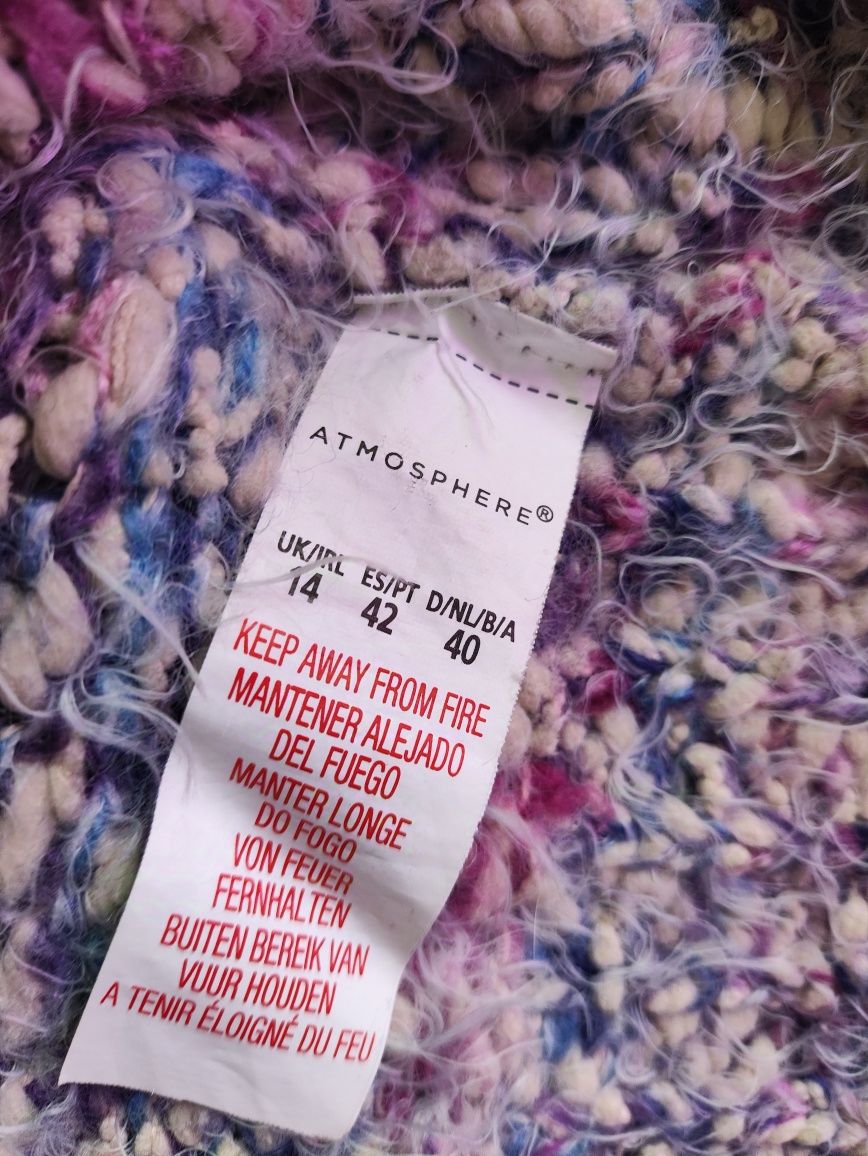 ATMOSPHERE®
UK/IRL ES/PT D/NL/B/A
14 42 40
KEEP AWAY FROM FIRE
MANTENER ALEJADO
DEL FUEGO
MANTER LONGE
DO FOGO
VON FEUER
FERNHALTEN
BUITEN BEREIK VAN
VUUR HOUDEN
A TENIR ÉLOIGNÉ DU FEU